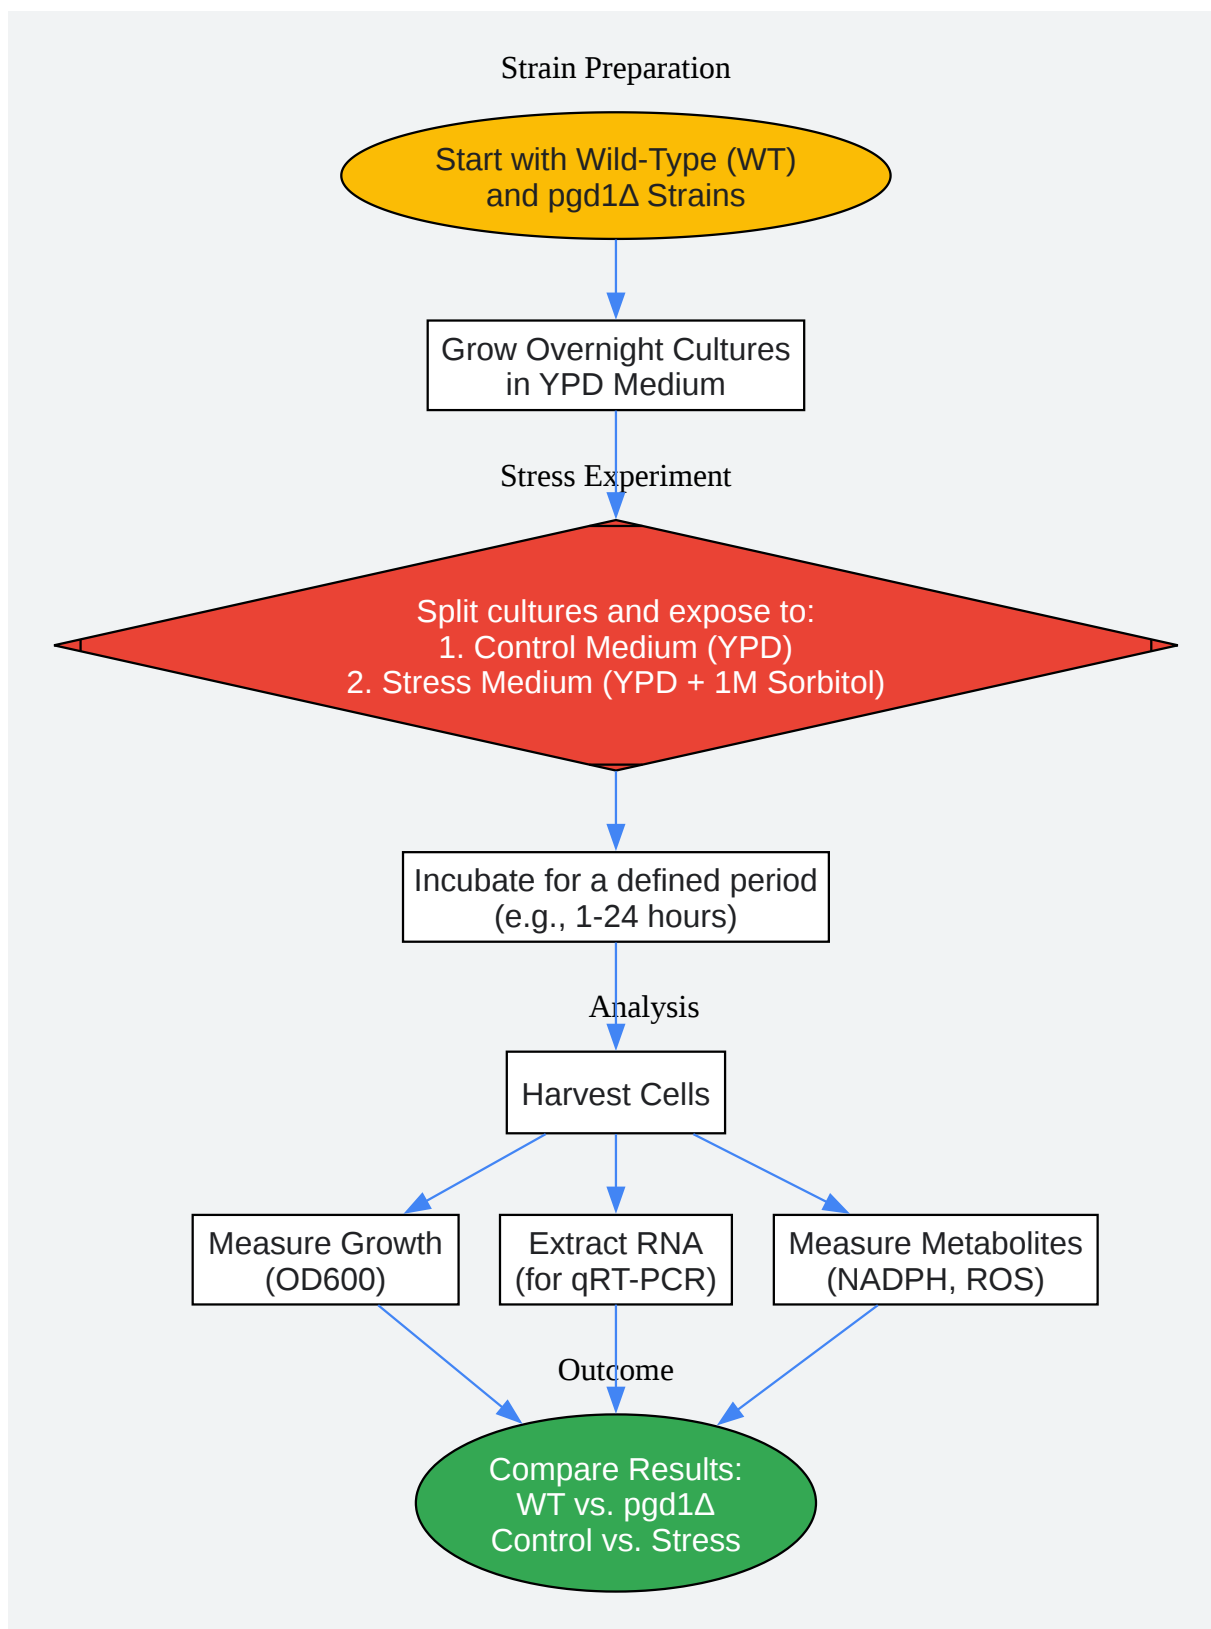 Strain Preparation
Start with Wild-Type (WT)
and pgd1Δ Strains
Grow Overnight Cultures
in YPD Medium
Stress Experiment
Split cultures and expose to:
1. Control Medium (YPD)
2. Stress Medium (YPD + 1M Sorbitol)
Incubate for a defined period
(e.g., 1-24 hours)
Analysis
Harvest Cells
Measure Growth
(OD600)
Extract RNA
(for qRT-PCR)
Measure Metabolites
(NADPH, ROS)
Outcome
Compare Results:
WT vs. pgd1Δ
Control vs. Stress